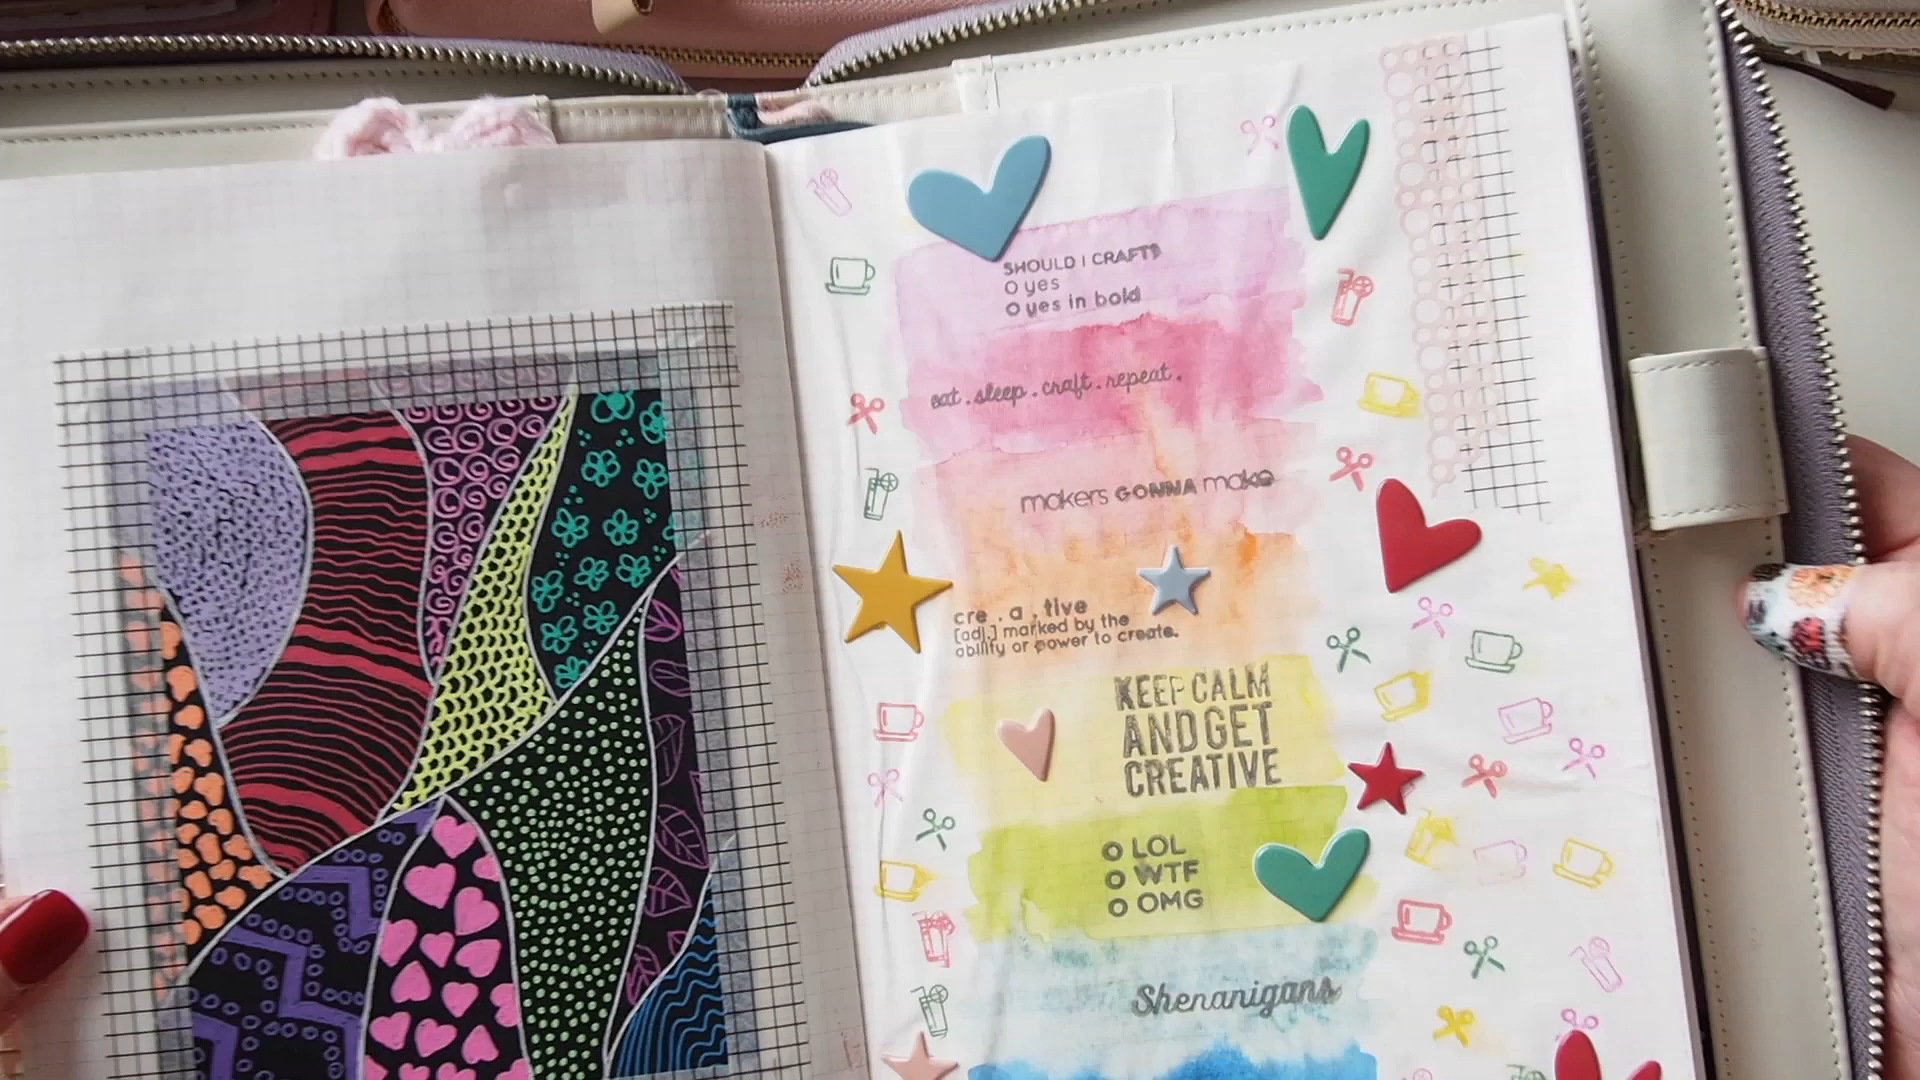 SHOULD I CRAFT?
yes
yes in bold
eat. sleep. craft. repeat.
makers GONNA make
cre. a. tive
[adj.] marked by the
ability or power to create.
KEEP CALM
AND GET
CREATIVE
LOL
WTF
OMG
Shenanigans